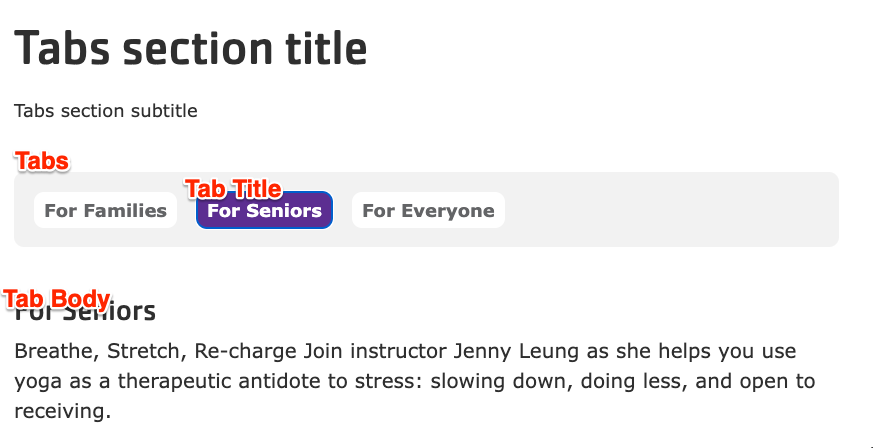 Tabs section title
Tabs section subtitle
Tabs
Tab Title
For Families For Seniors For Everyone
Tab Body
For Seniors
Breathe, Stretch, Re-charge Join instructor Jenny Leung as she helps you use
yoga as a therapeutic antidote to stress: slowing down, doing less, and open to
receiving.